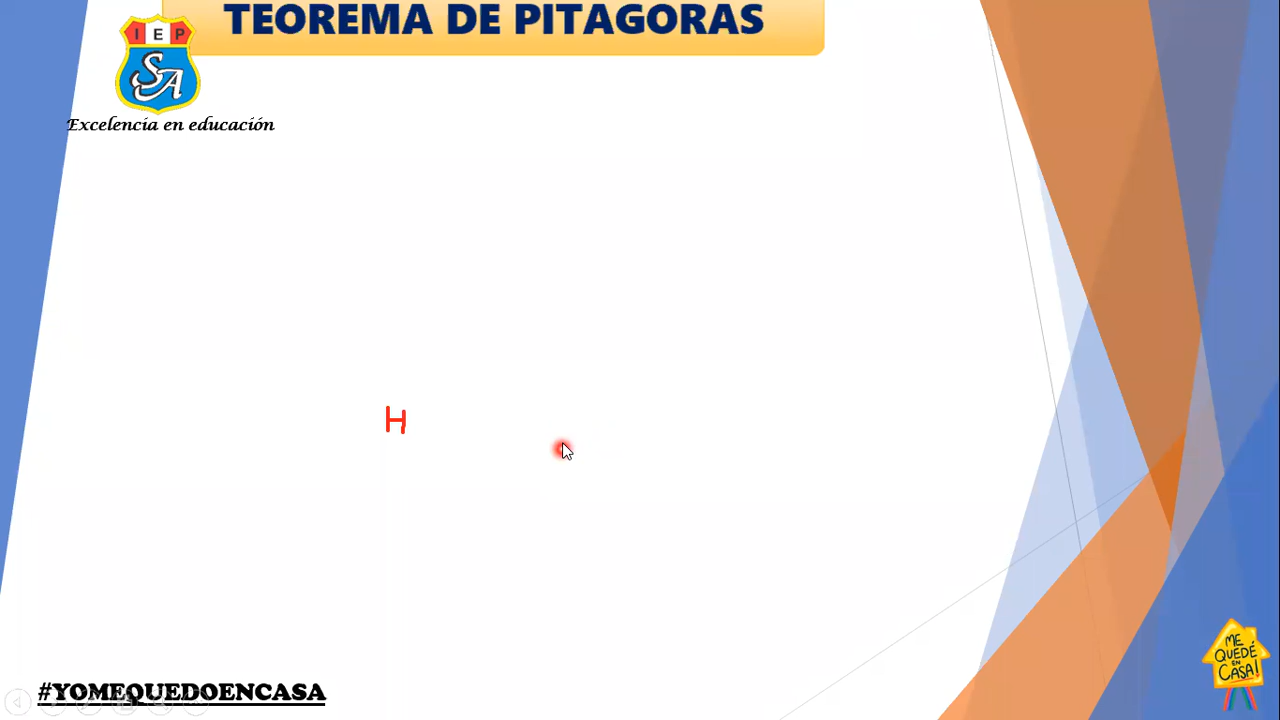 TEOREMA DE PITAGORAS
I E P
SA
Excelencia en educación
H
#YOMEQUEDOENCASA
ME
QUEDÉ
EN
CASA!